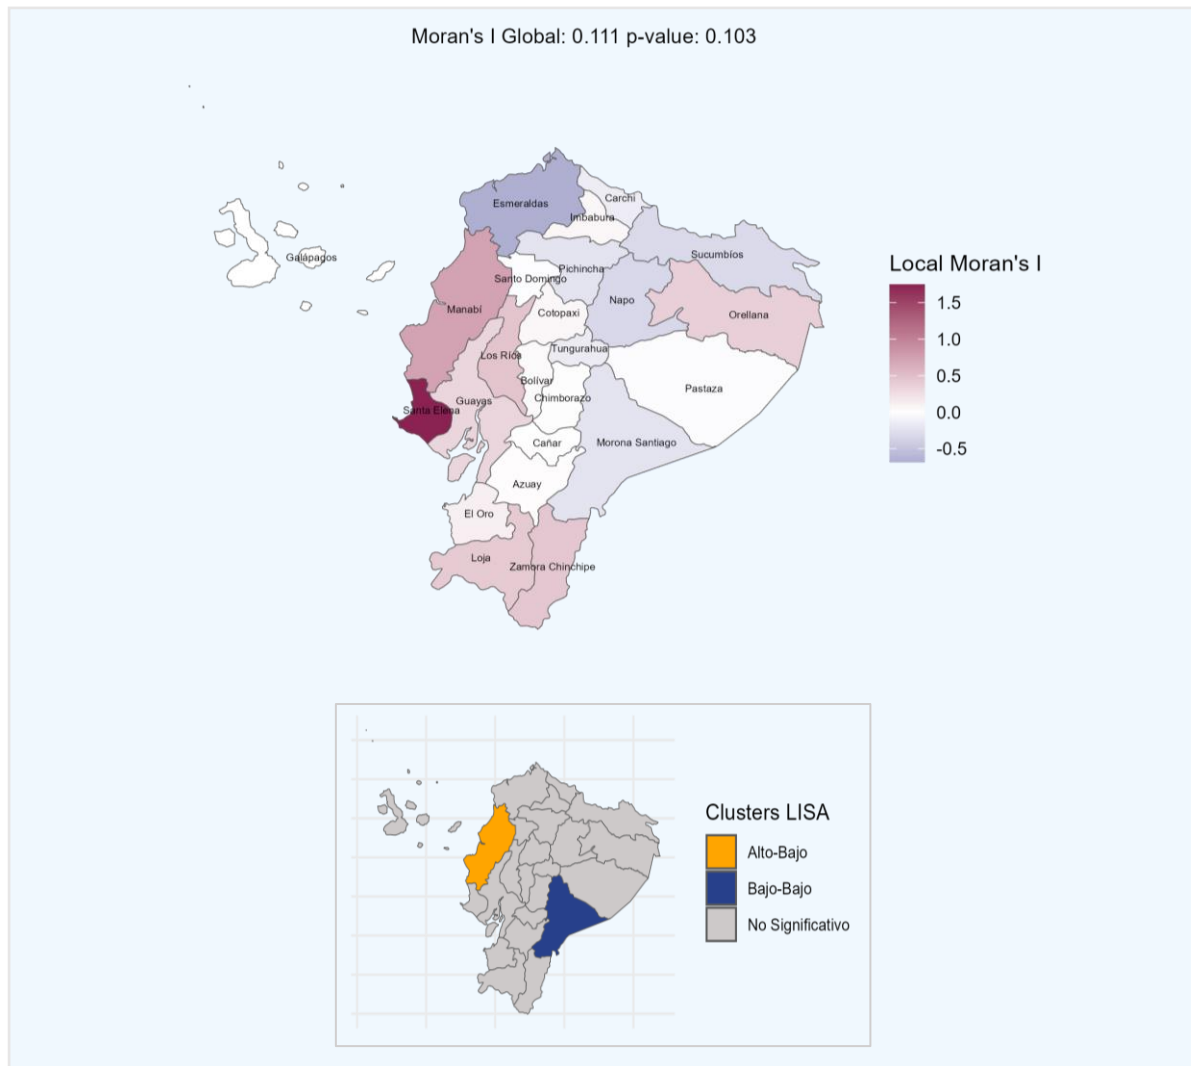 Moran's I Global: 0.111 p-value: 0.103
Carchi
Esmeraldas
Imbabura
Sucumbíos
Galápagos
Pichincha
Santo Domingo
Napo
Manabí
Cotopaxi
Orellana
Tungurahua
Los Ríos
Bolívar
Pastaza
Chimborazo
Guayas
Santa Elena
Cañar
Morona Santiago
Azuay
El Oro
Loja
Zamora Chinchipe
Local Moran's I
1.5
1.0
0.5
0.0
-0.5
Clusters LISA
Alto-Bajo
Bajo-Bajo
No Significativo